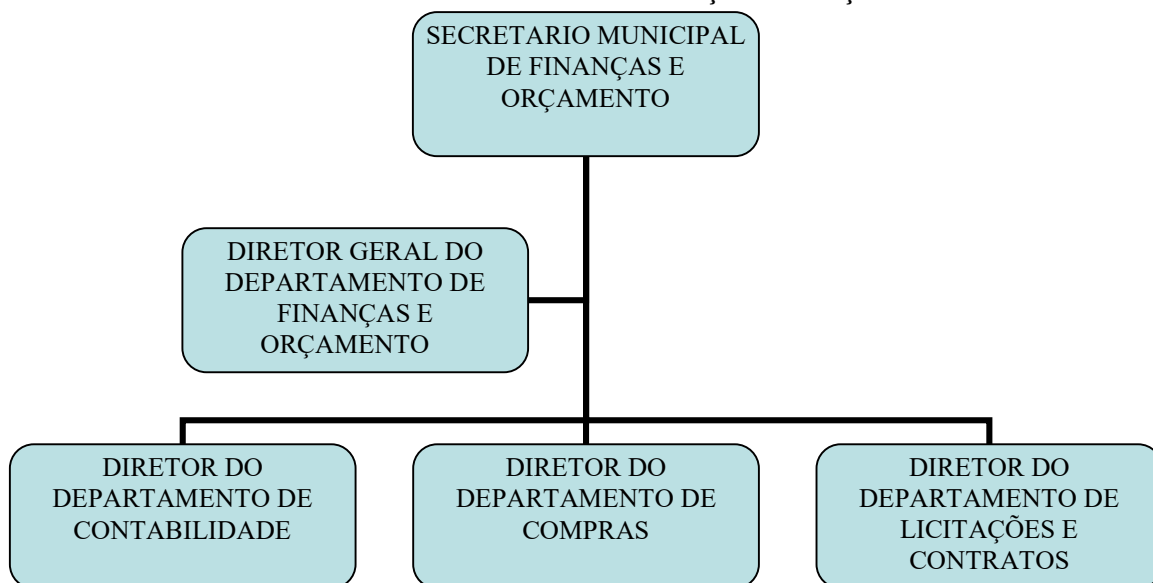 SECRETARIO MUNICIPAL
DE FINANÇAS E
ORÇAMENTO
DIRETOR GERAL DO
DEPARTAMENTO DE
FINANÇAS E
ORÇAMENTO
DIRETOR DO
DEPARTAMENTO DE
CONTABILIDADE
DIRETOR DO
DEPARTAMENTO DE
COMPRAS
DIRETOR DO
DEPARTAMENTO DE
LICITAÇÕES E
CONTRATOS